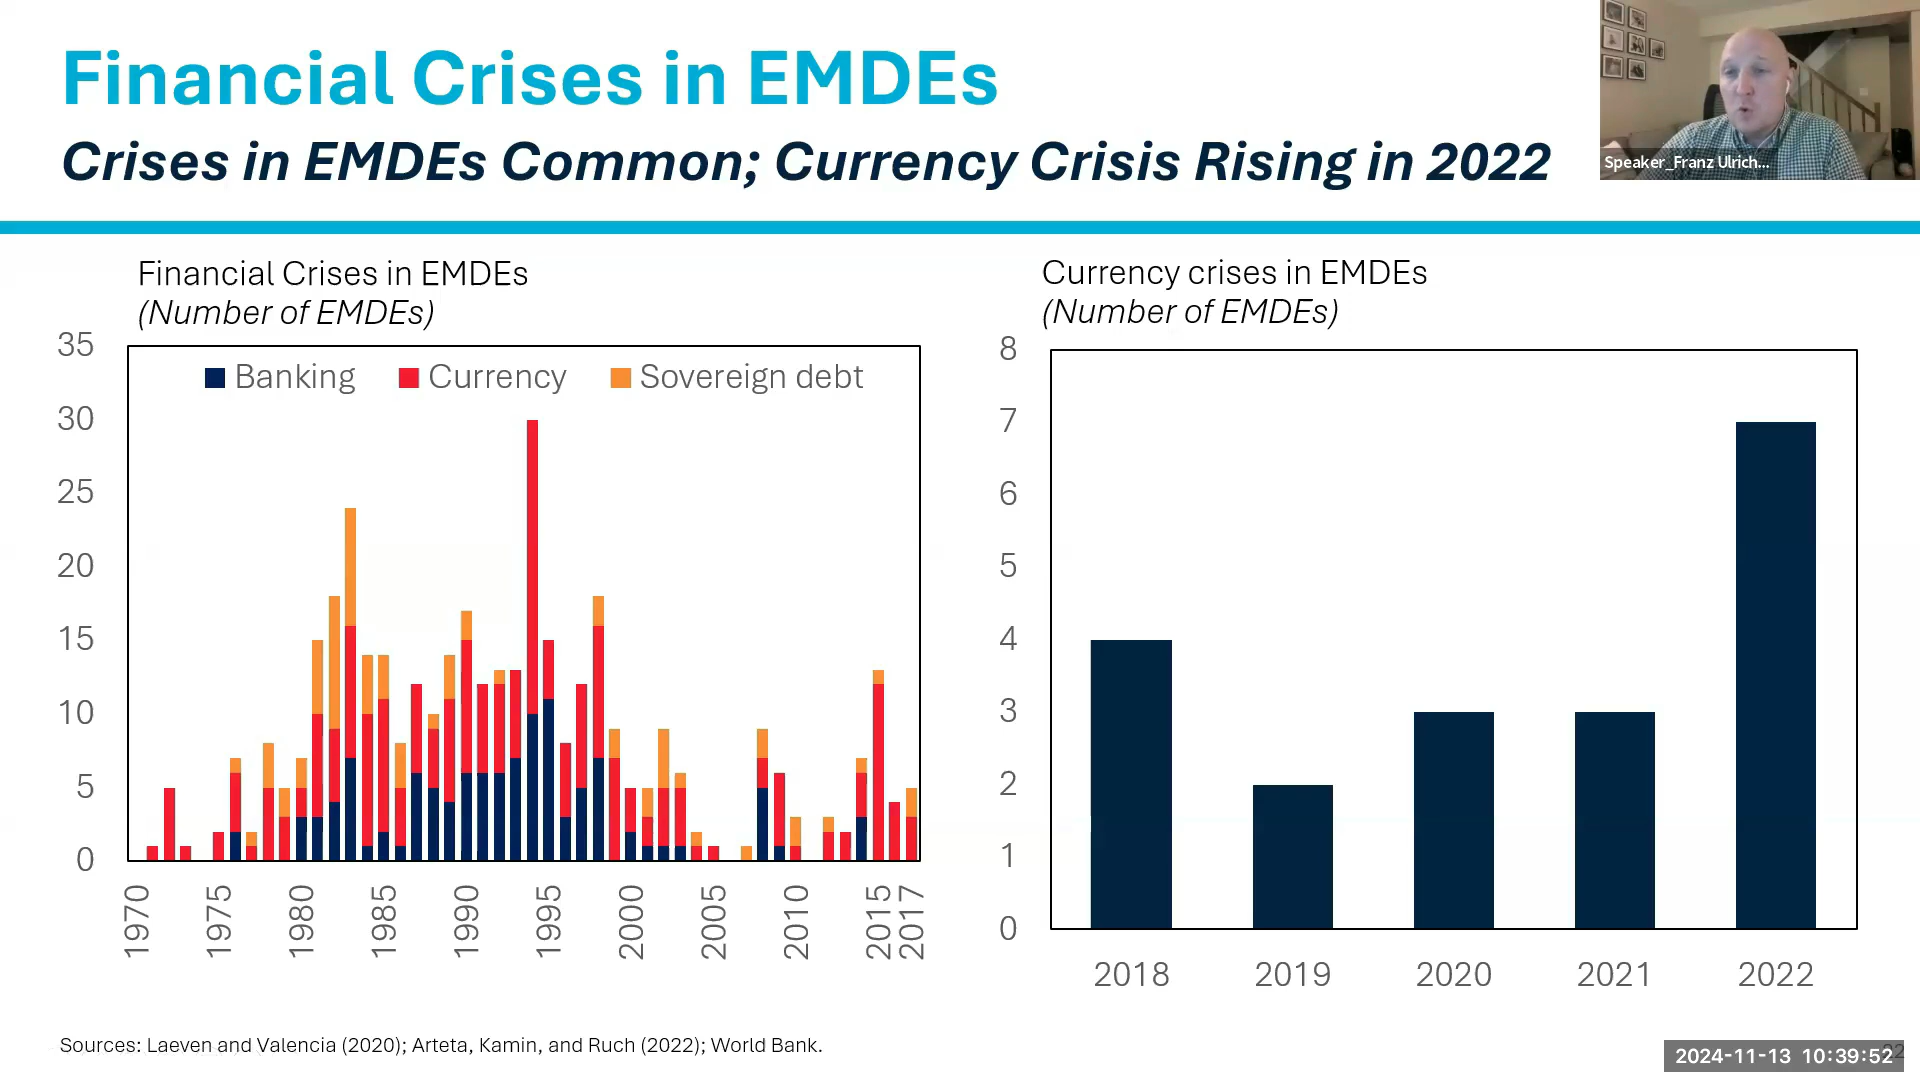 Financial Crises in EMDEs
Crises in EMDEs Common; Currency Crisis Rising in 2022
Speaker_Franz Ulrich...
Financial Crises in EMDEs
(Number of EMDEs)
35
30
25
20
15
10
5
0
Banking Currency Sovereign debt
1970 1975 1980 1985 1990 1995 2000 2005 2010 2015 2017
Currency crises in EMDEs
(Number of EMDEs)
8
7
6
5
4
3
2
1
0
2018 2019 2020 2021 2022
Sources: Laeven and Valencia (2020); Arteta, Kamin, and Ruch (2022); World Bank.
2024-11-13 10:39:52